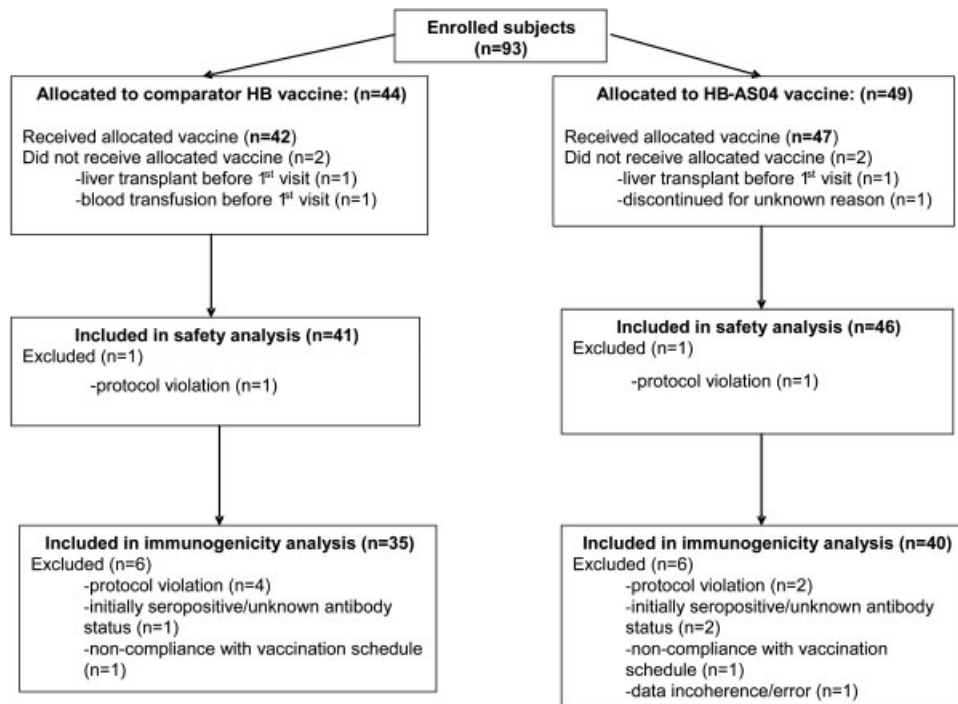 Enrolled subjects
(n=93)
Allocated to comparator HB vaccine: (n=44)
Received allocated vaccine (n=42)
Did not receive allocated vaccine (n=2)
-liver transplant before 1st visit (n=1)
-blood transfusion before 1st visit (n=1)
Allocated to HB-AS04 vaccine: (n=49)
Received allocated vaccine (n=47)
Did not receive allocated vaccine (n=2)
-liver transplant before 1st visit (n=1)
-discontinued for unknown reason (n=1)
Included in safety analysis (n=41)
Excluded (n=1)
-protocol violation (n=1)
Included in safety analysis (n=46)
Excluded (n=1)
-protocol violation (n=1)
Included in immunogenicity analysis (n=35)
Excluded (n=6)
-protocol violation (n=4)
-initially seropositive/unknown antibody
status (n=1)
-non-compliance with vaccination schedule
(n=1)
Included in immunogenicity analysis (n=40)
Excluded (n=6)
-protocol violation (n=2)
-initially seropositive/unknown antibody
status (n=2)
-non-compliance with vaccination
schedule (n=1)
-data incoherence/error (n=1)